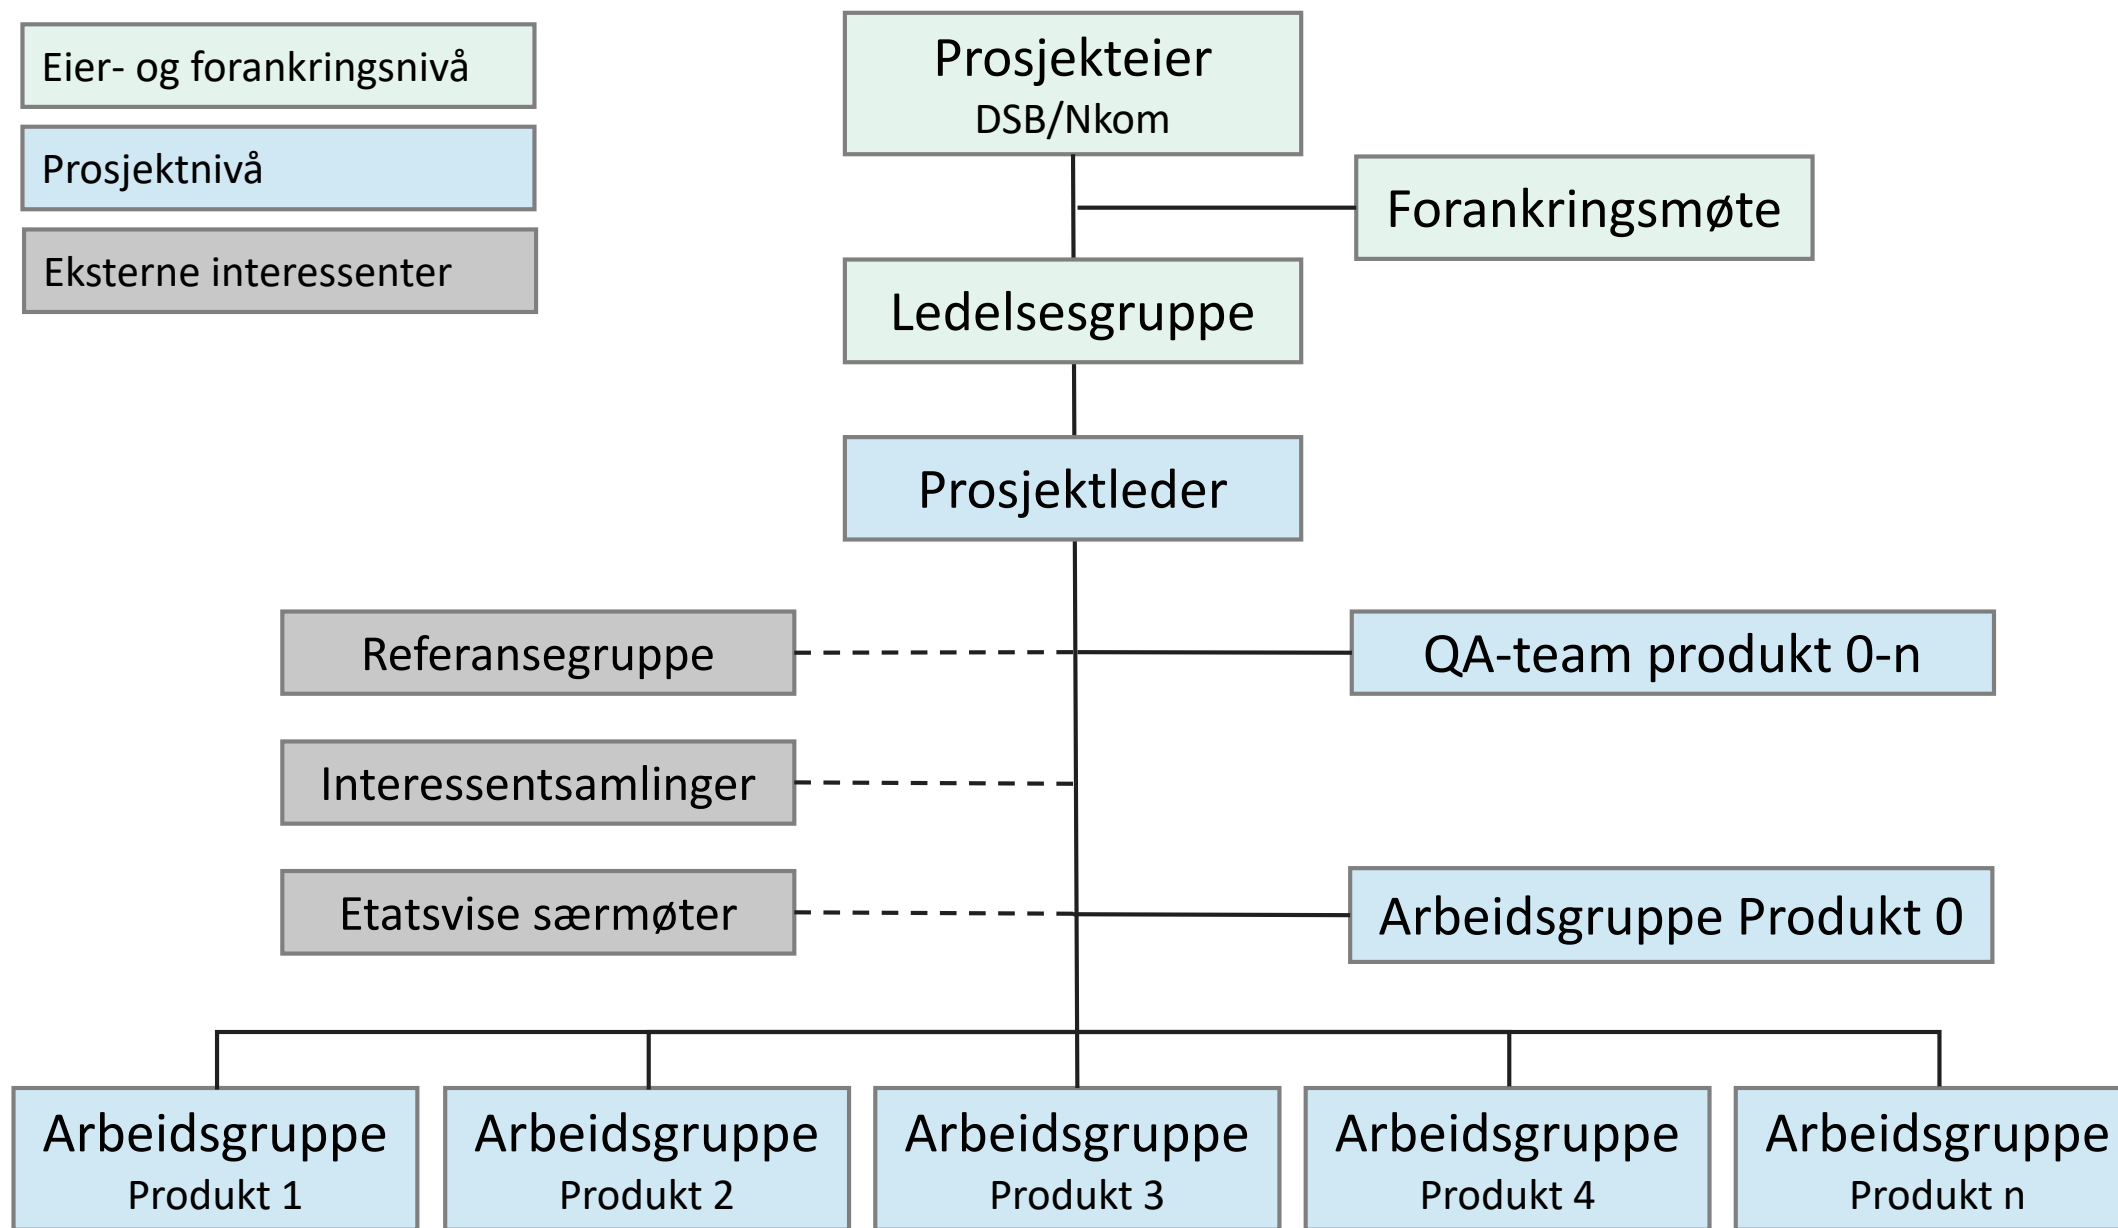 Eier- og forankringsnivå
Prosjektnivå
Eksterne interessenter
Prosjekteier
DSB/Nkom
Forankringsmøte
Ledelsesgruppe
Prosjektleder
Referansegruppe
QA-team produkt 0-n
Interessentsamlinger
Etatsvise særmøter
Arbeidsgruppe Produkt 0
Arbeidsgruppe
Produkt 1
Arbeidsgruppe
Produkt 2
Arbeidsgruppe
Produkt 3
Arbeidsgruppe
Produkt 4
Arbeidsgruppe
Produkt n